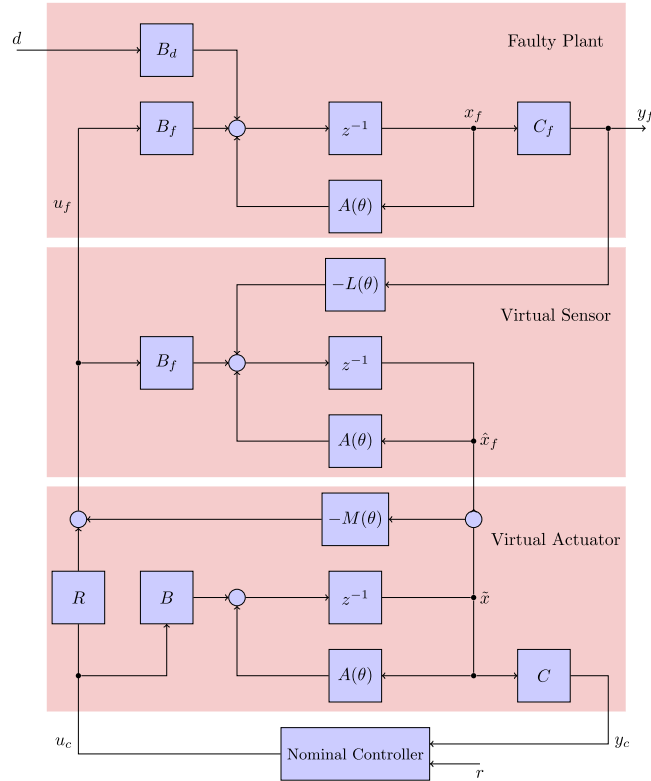 d
B_d
Faulty Plant
B_f
z^{-1}
x_f
C_f
y_f
A(θ)
u_f
−L(θ)
Virtual Sensor
B_f
z^{-1}
A(θ)
x̂_f
−M(θ)
Virtual Actuator
R
B
z^{-1}
x̃
A(θ)
C
u_c
y_c
Nominal Controller
r